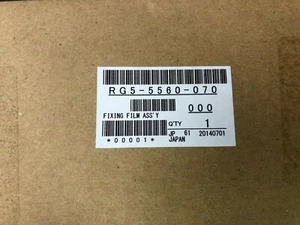 RG5-5560-070
000
FIXING FILM ASS'Y
Q'TY 1
JP 61 20140701
*00001* JAPAN